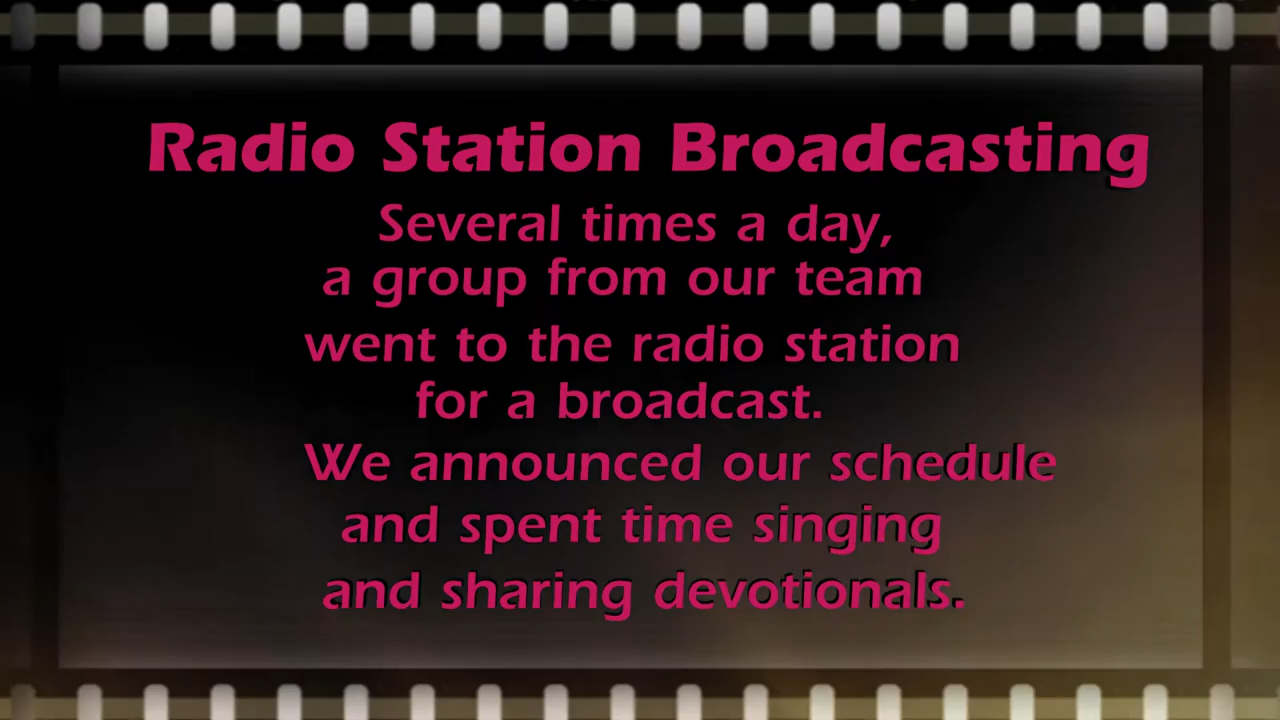 Radio Station Broadcasting
Several times a day,
a group from our team
went to the radio station
for a broadcast.
We announced our schedule
and spent time singing
and sharing devotionals.